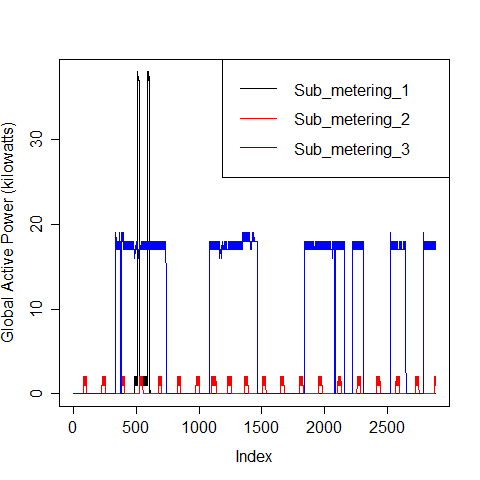 Global Active Power (kilowatts)
30
20
10
0
Sub_metering_1
Sub_metering_2
Sub_metering_3
0 500 1000 1500 2000 2500
Index